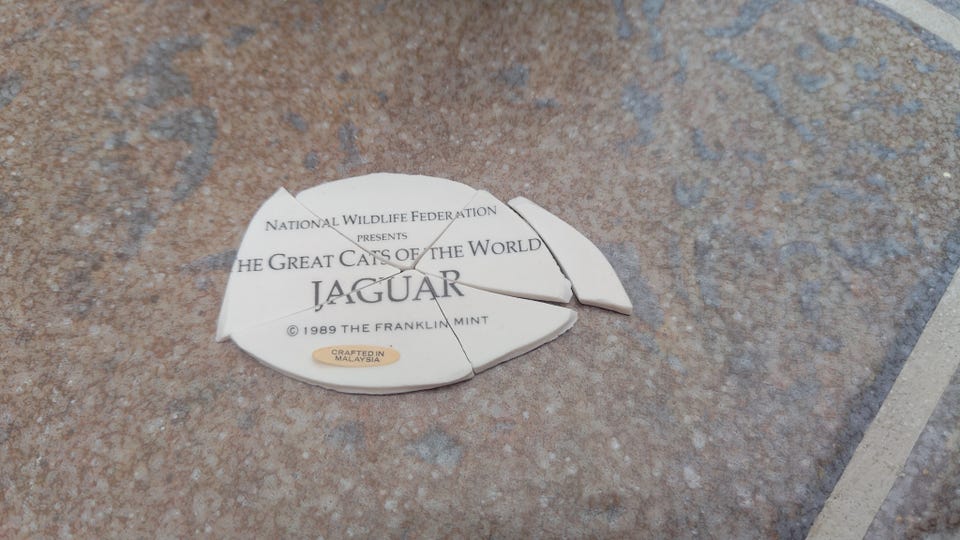 NATIONAL WILDLIFE FEDERATION
PRESENTS
HE GREAT CATS OF THE WORLD
JAGUAR
© 1989 THE FRANKLIN MINT
CRAFTED IN
MALAYSIA